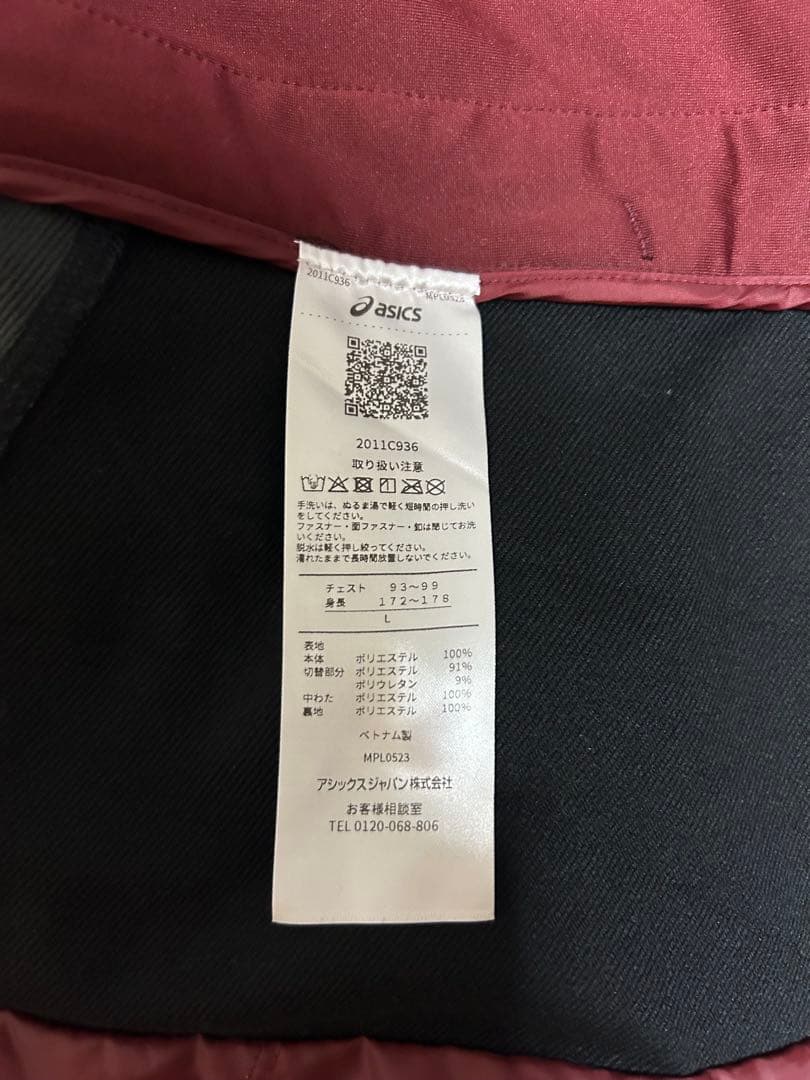 2011C936 MPL0523
asics
2011C936
取り扱い注意
手洗いは、ぬるま湯で軽く短時間の押し洗い
をしてください。
ファスナー・面ファスナー・釦は閉じてお洗
いください。
脱水は軽く押し絞ってください。
濡れたままで長時間放置しないでください。
チェスト 93～99
身長 172～178
L
表地
本体 ポリエステル 100%
切替部分 ポリエステル 91%
ポリウレタン 9%
中わた ポリエステル 100%
裏地 ポリエステル 100%
ベトナム製
MPL0523
アシックスジャパン株式会社
お客様相談室
TEL 0120-068-806